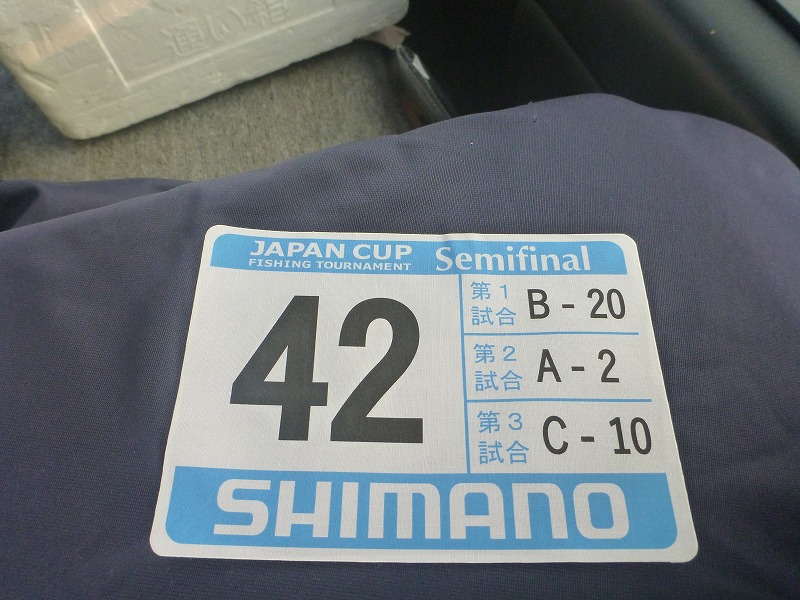 JAPAN CUP
FISHING TOURNAMENT
Semifinal
42
第1
試合
B - 20
第2
試合
A - 2
第3
試合
C - 10
SHIMANO